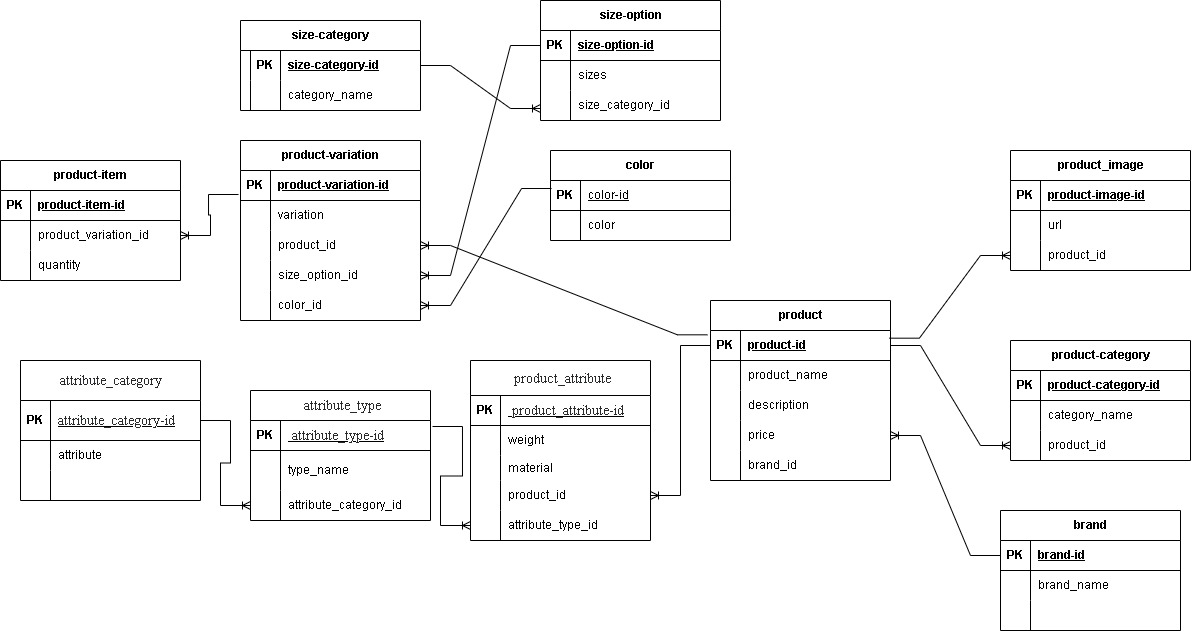 size-category
PK size-category-id
category_name
size-option
PK size-option-id
sizes
size_category_id
product-item
PK product-item-id
product_variation_id
quantity
product-variation
PK product-variation-id
variation
product_id
size_option_id
color_id
color
PK color-id
color
product_image
PK product-image-id
url
product_id
product
PK product-id
product_name
description
price
brand_id
product-category
PK product-category-id
category_name
product_id
attribute_category
PK attribute_category-id
attribute
attribute_type
PK attribute_type-id
type_name
attribute_category_id
product_attribute
PK product_attribute-id
weight
material
product_id
attribute_type_id
brand
PK brand-id
brand_name